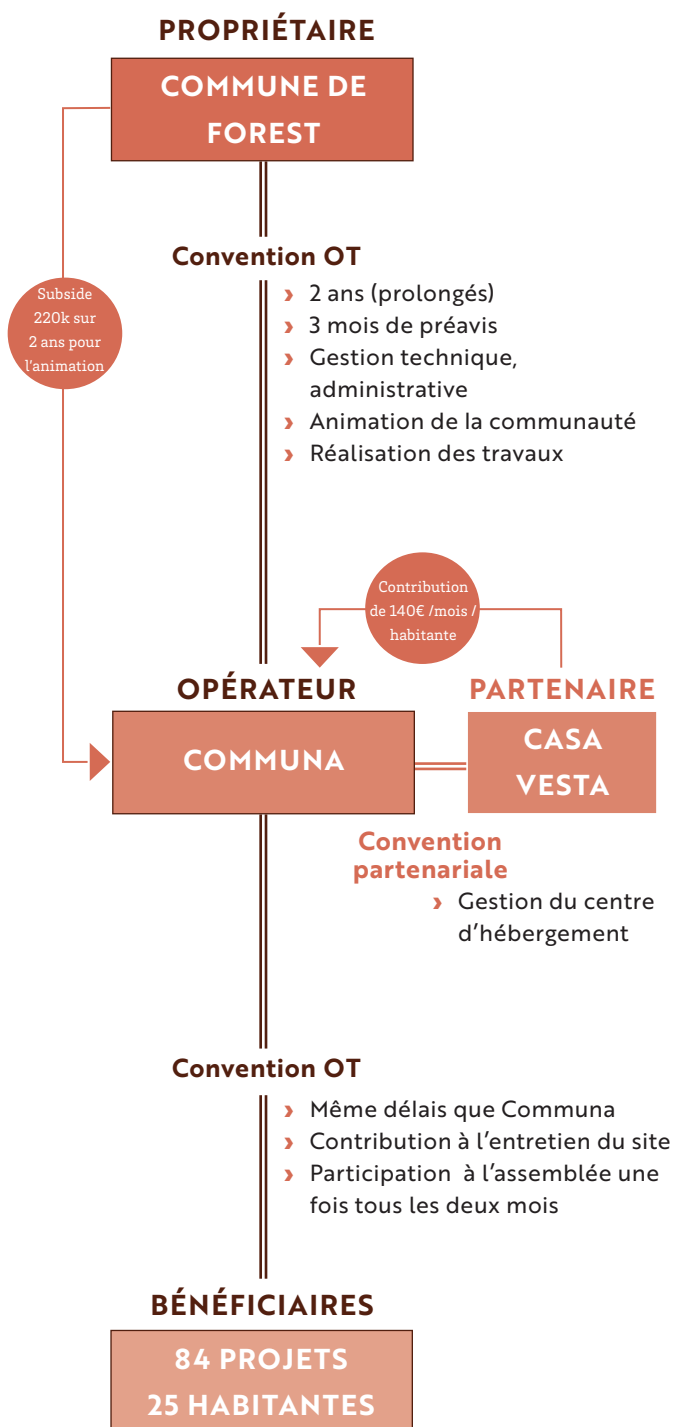 PROPRIÉTAIRE
COMMUNE DE
FOREST
Convention OT
› 2 ans (prolongés)
› 3 mois de préavis
› Gestion technique,
administrative
› Animation de la communauté
› Réalisation des travaux
Subside
220k sur
2 ans pour
l'animation
Contribution
de 140€ /mois /
habitante
OPÉRATEUR
COMMUNA
PARTENAIRE
CASA
VESTA
Convention
partenariale
› Gestion du centre
d'hébergement
Convention OT
› Même délais que Communa
› Contribution à l'entretien du site
› Participation à l'assemblée une
fois tous les deux mois
BÉNÉFICIAIRES
84 PROJETS
25 HABITANTES